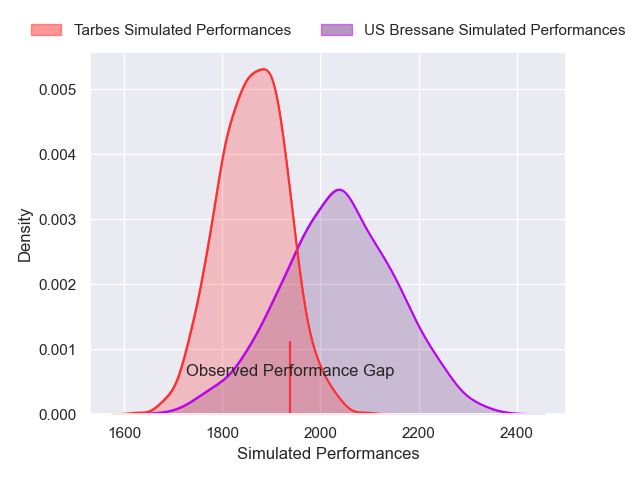 Tarbes Simulated Performances US Bressane Simulated Performances
0.005
0.004
0.003
0.002
0.001
0.000
Density
Observed Performance Gap
1600 1800 2000 2200 2400
Simulated Performances